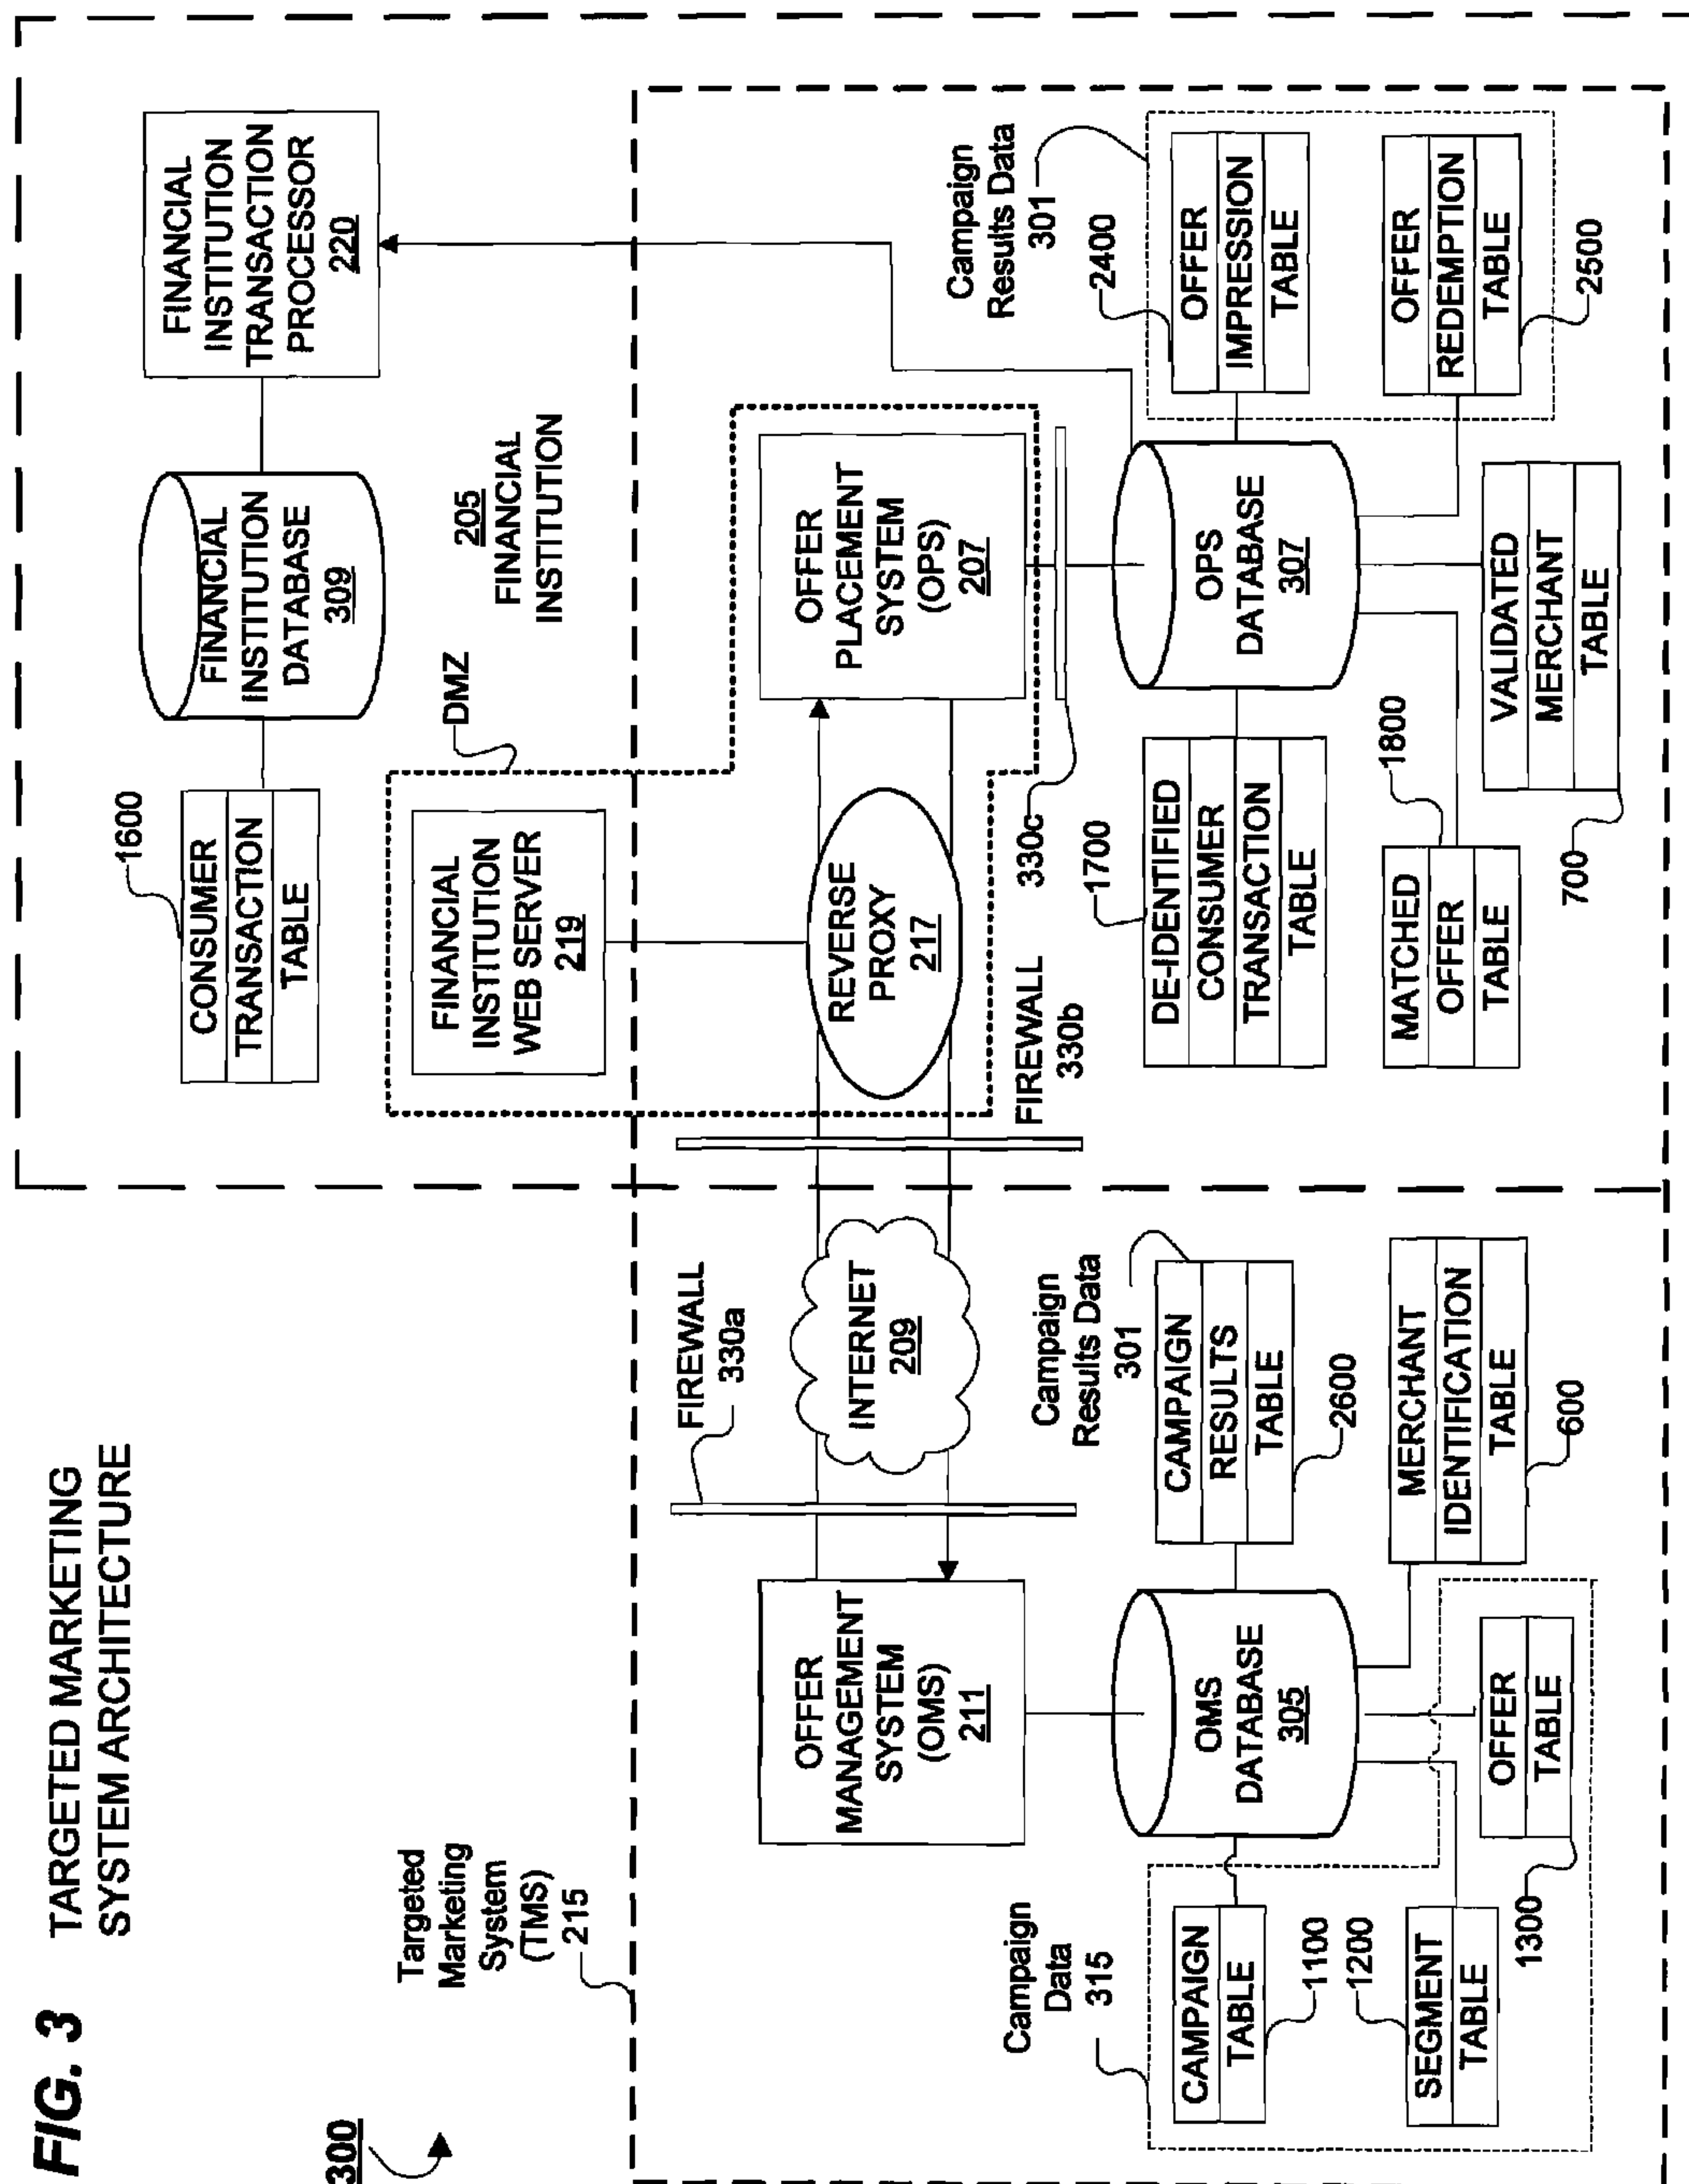 FIG. 3
TARGETED MARKETING
SYSTEM ARCHITECTURE
300
Targeted
Marketing
System
(TMS)
215
FIREWALL
330a
INTERNET
209
OFFER
MANAGEMENT
SYSTEM
(OMS)
211
Campaign
Data
315
CAMPAIGN
TABLE
1100
SEGMENT
TABLE
1200
OMS
DATABASE
305
OFFER
TABLE
1300
Campaign
Results Data
301
CAMPAIGN
RESULTS
TABLE
2600
MERCHANT
IDENTIFICATION
TABLE
600
1600
CONSUMER
TRANSACTION
TABLE
FINANCIAL
INSTITUTION
DATABASE
309
FINANCIAL
INSTITUTION
TRANSACTION
PROCESSOR
220
205
FINANCIAL
INSTITUTION
DMZ
FINANCIAL
INSTITUTION
WEB SERVER
219
REVERSE
PROXY
217
OFFER
PLACEMENT
SYSTEM
(OPS)
207
FIREWALL
330b
330c
1700
DE-IDENTIFIED
CONSUMER
TRANSACTION
TABLE
OPS
DATABASE
307
1800
MATCHED
OFFER
TABLE
VALIDATED
MERCHANT
TABLE
700
Campaign
Results Data
301
2400
OFFER
IMPRESSION
TABLE
OFFER
REDEMPTION
TABLE
2500